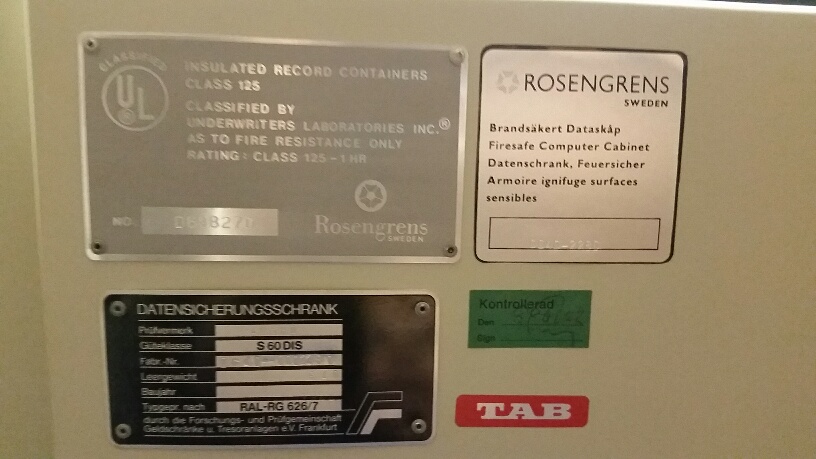 CLASSIFIED
UL
INSULATED RECORD CONTAINERS
CLASS 125
CLASSIFIED BY
UNDERWRITERS LABORATORIES INC.®
AS TO FIRE RESISTANCE ONLY
RATING: CLASS 125-1 HR
NO.
Rosengrens
SWEDEN
ROSENGRENS
SWEDEN
Brandsäkert Dataskåp
Firesafe Computer Cabinet
Datenschrank, Feuersicher
Armoire ignifuge surfaces
sensibles
DATENSICHERUNGSSCHRANK
Prüfvermerk
Güteklasse S 60 DIS
Fabr.-Nr.
Leergewicht
Baujahr
Typgepr. nach RAL-RG 626/7
durch die Forschungs- und Prüfgemeinschaft
Geldschränke u. Tresoranlagen e.V. Frankfurt
Kontrollerad
Den
Sign
TAB